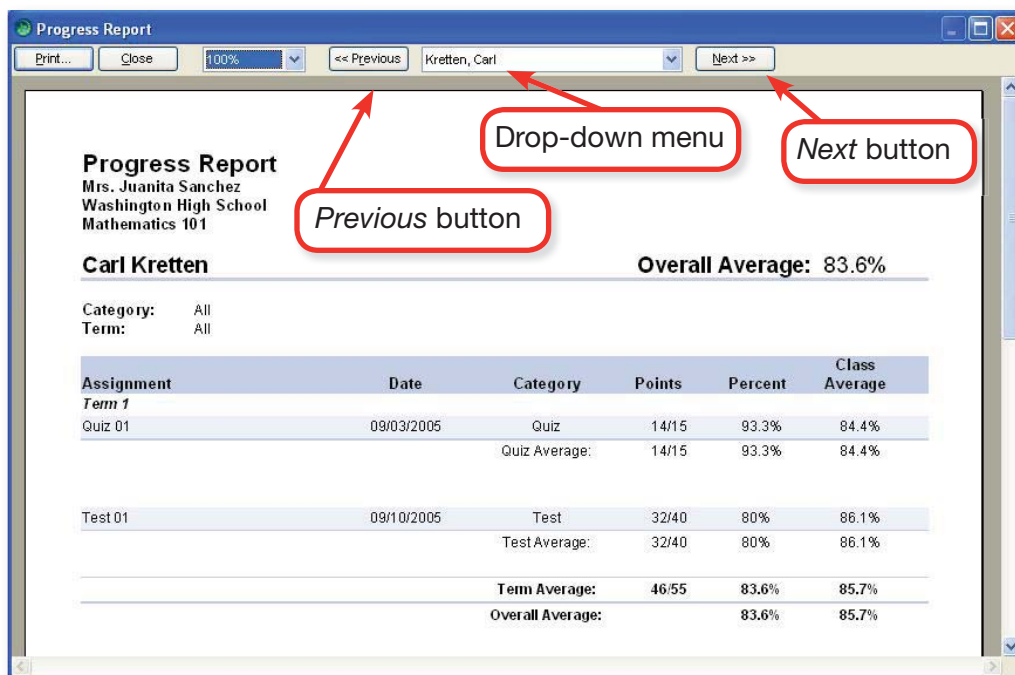 Progress Report
Print... Close 100% << Previous Kretten, Carl Next >>
Drop-down menu
Next button
Previous button
Progress Report
Mrs. Juanita Sanchez
Washington High School
Mathematics 101
Carl Kretten Overall Average: 83.6%
Category: All
Term: All
Class
Assignment Date Category Points Percent Average
Term 1
Quiz 01 09/03/2005 Quiz 14/15 93.3% 84.4%
Quiz Average: 14/15 93.3% 84.4%
Test 01 09/10/2005 Test 32/40 80% 86.1%
Test Average: 32/40 80% 86.1%
Term Average: 46/55 83.6% 85.7%
Overall Average: 83.6% 85.7%